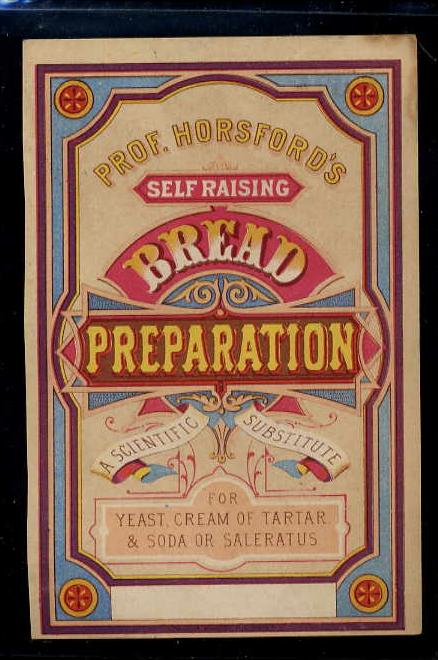 PROF. HORSFORD'S
SELF RAISING
BREAD
PREPARATION
A SCIENTIFIC SUBSTITUTE
FOR
YEAST, CREAM OF TARTAR
& SODA OR SALERATUS